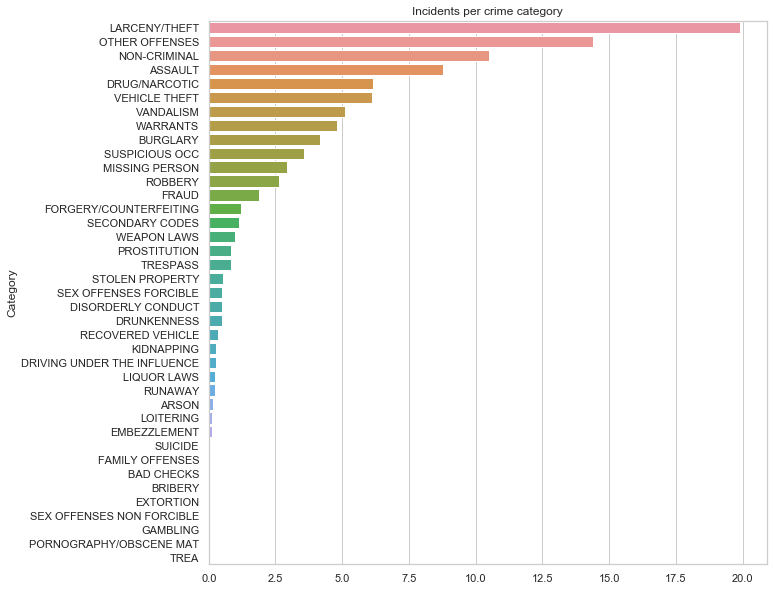 Incidents per crime category
LARCENY/THEFT
OTHER OFFENSES
NON-CRIMINAL
ASSAULT
DRUG/NARCOTIC
VEHICLE THEFT
VANDALISM
WARRANTS
BURGLARY
SUSPICIOUS OCC
MISSING PERSON
ROBBERY
FRAUD
FORGERY/COUNTERFEITING
SECONDARY CODES
WEAPON LAWS
PROSTITUTION
TRESPASS
STOLEN PROPERTY
SEX OFFENSES FORCIBLE
DISORDERLY CONDUCT
DRUNKENNESS
RECOVERED VEHICLE
KIDNAPPING
DRIVING UNDER THE INFLUENCE
LIQUOR LAWS
RUNAWAY
ARSON
LOITERING
EMBEZZLEMENT
SUICIDE
FAMILY OFFENSES
BAD CHECKS
BRIBERY
EXTORTION
SEX OFFENSES NON FORCIBLE
GAMBLING
PORNOGRAPHY/OBSCENE MAT
TREA
Category
0.0 2.5 5.0 7.5 10.0 12.5 15.0 17.5 20.0